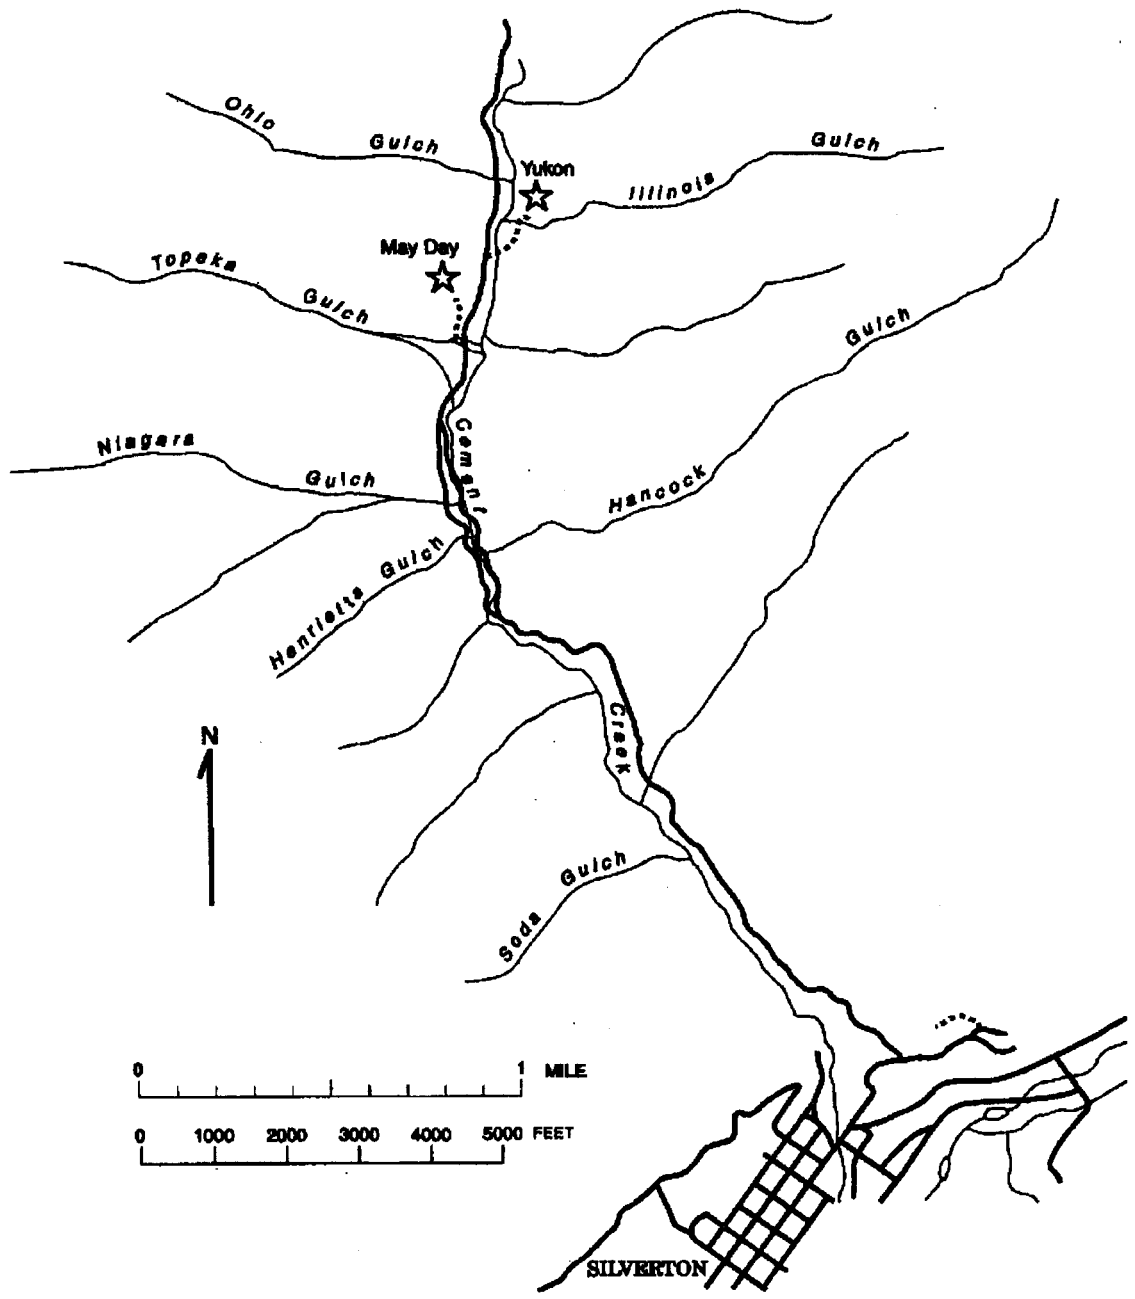 Ohio Gulch
Gulch
Yukon
Illinois
May Day
Topeka
Gulch
Gulch
Cement
Niagara
Gulch
Hancock
Henrietta Gulch
Creek
N
Soda Gulch
0 1 MILE
0 1000 2000 3000 4000 5000 FEET
SILVERTON